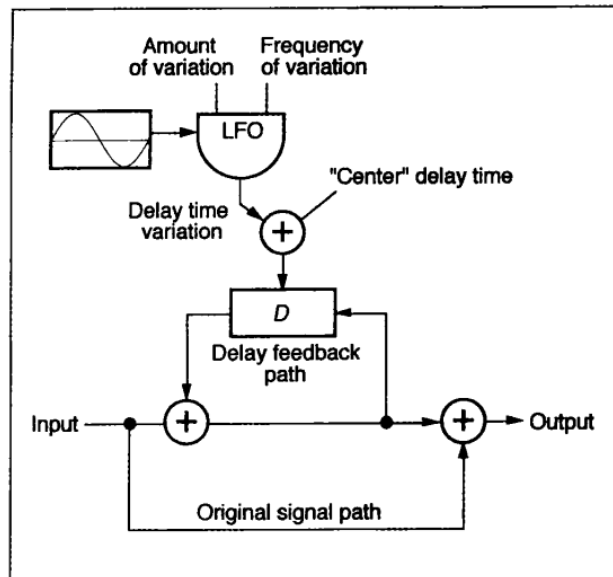 Amount
of variation
Frequency
of variation
LFO
"Center" delay time
Delay time
variation
+
D
Delay feedback
path
Input
+
+
Output
Original signal path